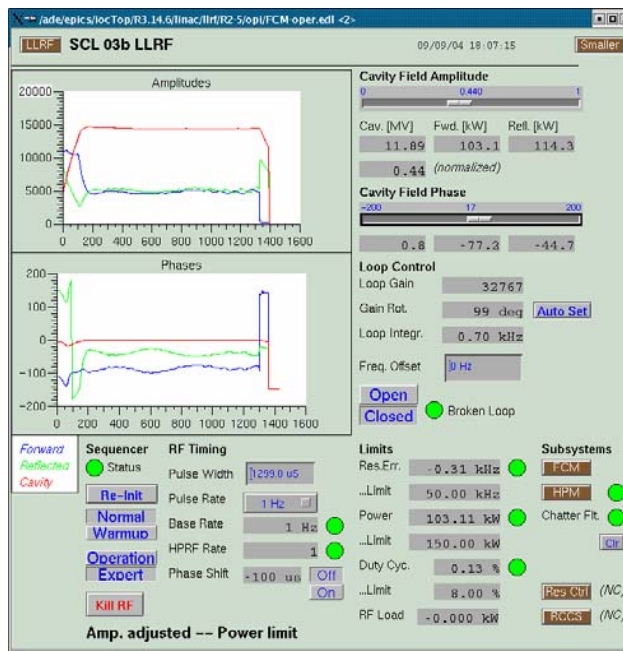 /ade/epics/iocTop/R3.14.6/linac/llrf/R2-5/opi/FCM-oper.edl <2>
LLRF SCL 03b LLRF 09/09/04 18:07:15 Smaller
Amplitudes
20000
15000
10000
5000
0
0 200 400 600 800 1000 1200 1400 1600
Phases
200
100
0
-100
-200
0 200 400 600 800 1000 1200 1400 1600
Cavity Field Amplitude
0 0.440 1
Cav. [MV] Fwd. [kW] Refl. [kW]
11.89 103.1 114.3
0.44 (normalized)
Cavity Field Phase
-200 17 200
0.8 -77.2 -44.7
Loop Control
Loop Gain 32767
Gain Rot. 99 deg Auto Set
Loop Integr. 0.70 kHz
Freq. Offset 0 Hz
Open
Closed Broken Loop
Forward
Reflected
Cavity
Sequencer
Status
Re-Init
Normal
Warmup
Operation
Expert
Kill RF
RF Timing
Pulse Width 1299.0 uS
Pulse Rate 1 Hz
Base Rate 1 Hz
HPRF Rate 1
Phase Shift -100 us Off
On
Amp. adjusted -- Power limit
Limits
Res.Err. -0.31 kHz
...Limit 50.00 kHz
Power 103.11 kW
...Limit 150.00 kW
Duty Cyc. 0.13 %
...Limit 8.00 %
RF Load -0.000 kW
Subsystems
FCM
HPM
Chatter Flt.
Clr
Res Ctrl (NC)
RCCS (NC)